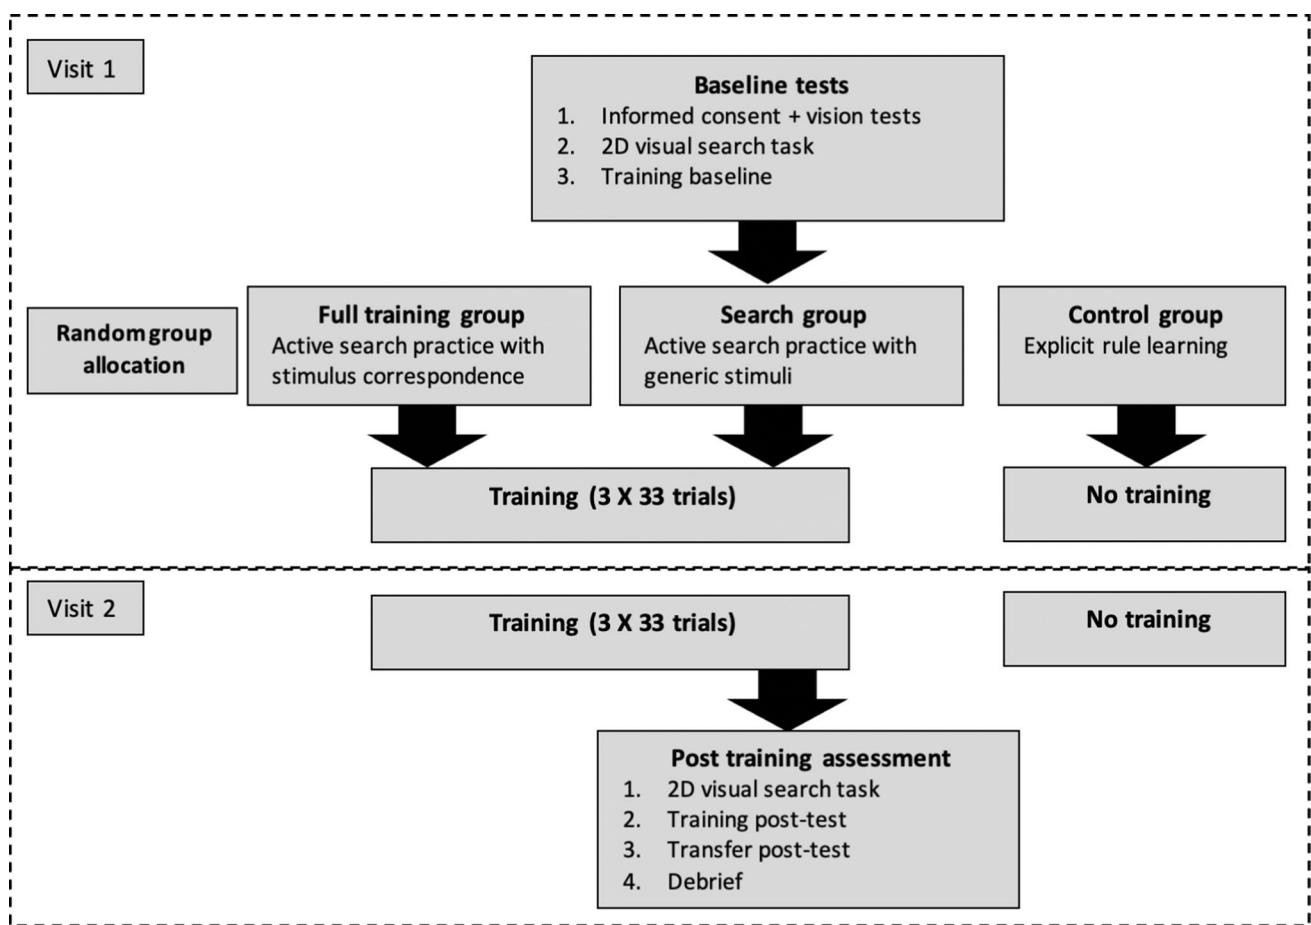 Visit 1
Baseline tests
1. Informed consent + vision tests
2. 2D visual search task
3. Training baseline
Random group
allocation
Full training group
Active search practice with
stimulus correspondence
Search group
Active search practice with
generic stimuli
Control group
Explicit rule learning
Training (3 X 33 trials)
No training
Visit 2
Training (3 X 33 trials)
No training
Post training assessment
1. 2D visual search task
2. Training post-test
3. Transfer post-test
4. Debrief